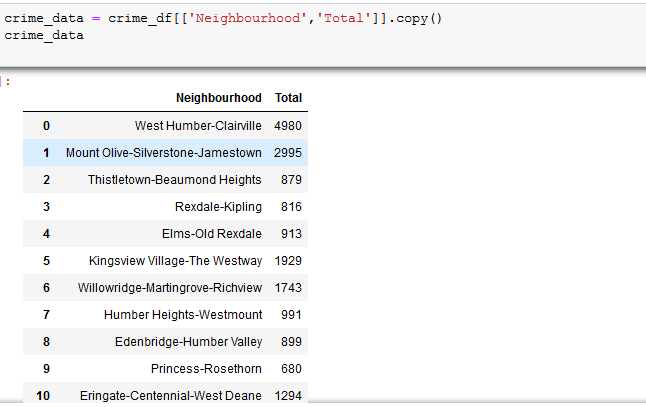 crime_data = crime_df[['Neighbourhood','Total']].copy()
crime_data
]:
Neighbourhood Total
0 West Humber-Clairville 4980
1 Mount Olive-Silverstone-Jamestown 2995
2 Thistletown-Beaumond Heights 879
3 Rexdale-Kipling 816
4 Elms-Old Rexdale 913
5 Kingsview Village-The Westway 1929
6 Willowridge-Martingrove-Richview 1743
7 Humber Heights-Westmount 991
8 Edenbridge-Humber Valley 899
9 Princess-Rosethorn 680
10 Eringate-Centennial-West Deane 1294